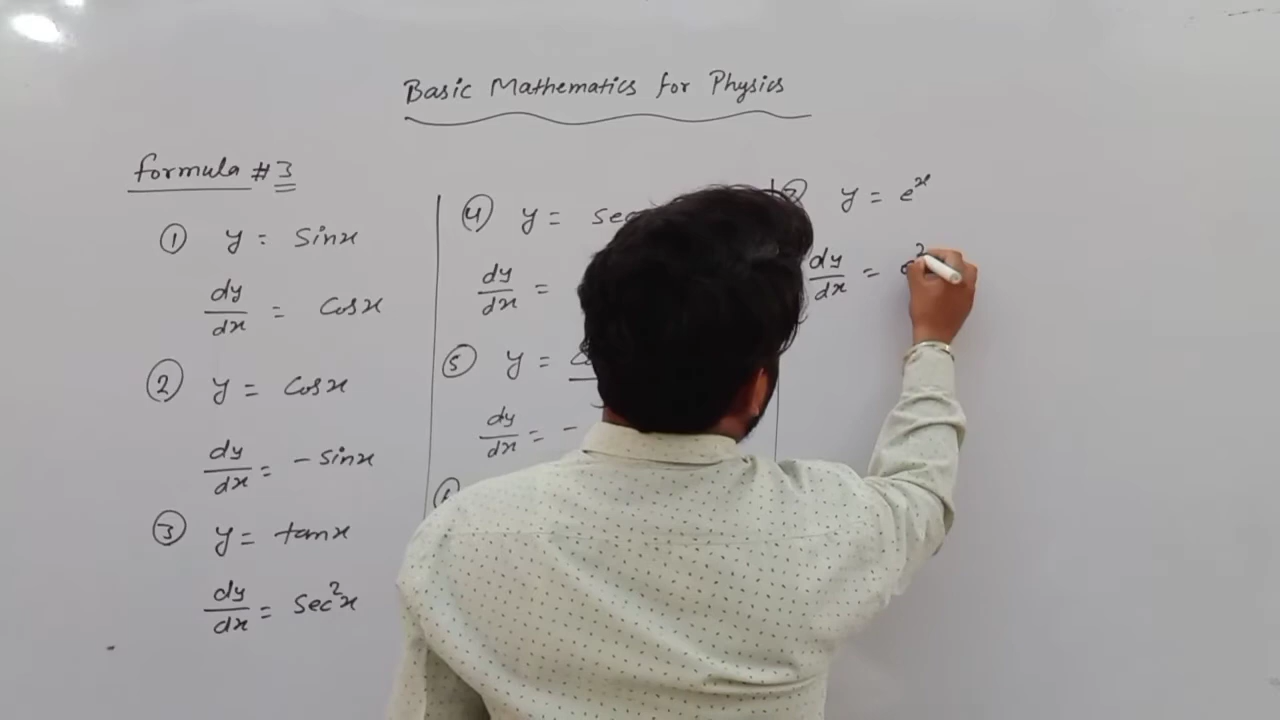 Basic Mathematics for Physics
Formula #3
① y = Sinx
dy/dx = Cosx
② y = Cosx
dy/dx = - Sinx
③ y = tanx
dy/dx = Sec²x
④ y =
dy/dx =
⑤ y =
dy/dx = -
y = eˣ
dy/dx =